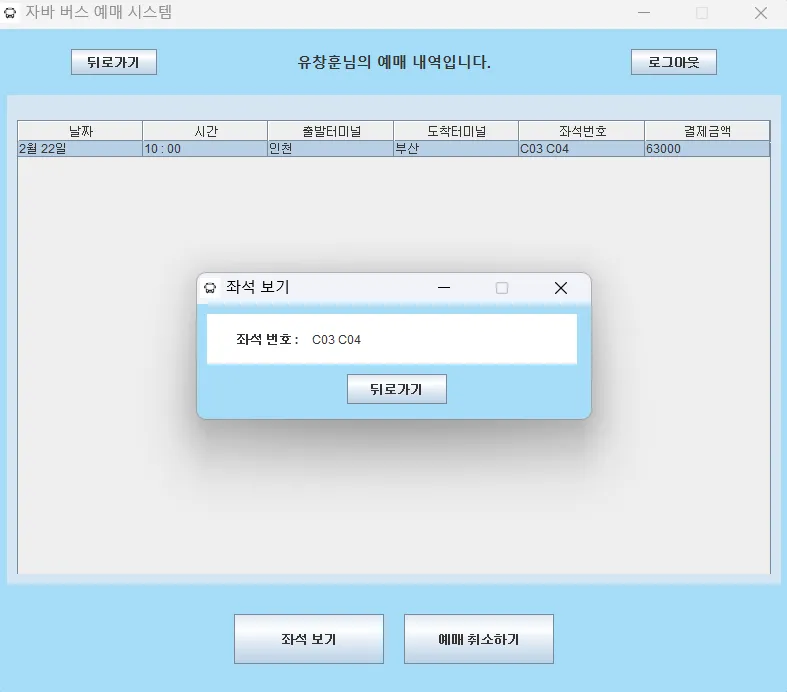 자바 버스 예매 시스템
뒤로가기 유창훈님의 예매 내역입니다. 로그아웃
날짜 시간 출발터미널 도착터미널 좌석번호 결제금액
2월 22일 10 : 00 인천 부산 C03 C04 63000
좌석 보기
좌석 번호 : C03 C04
뒤로가기
좌석 보기 예매 취소하기